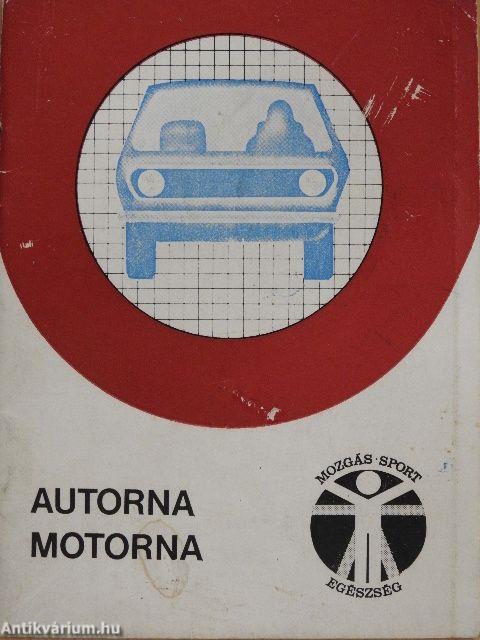 AUTORNA
MOTORNA
MOZGÁS · SPORT
EGÉSZSÉG
Antikvárium.hu